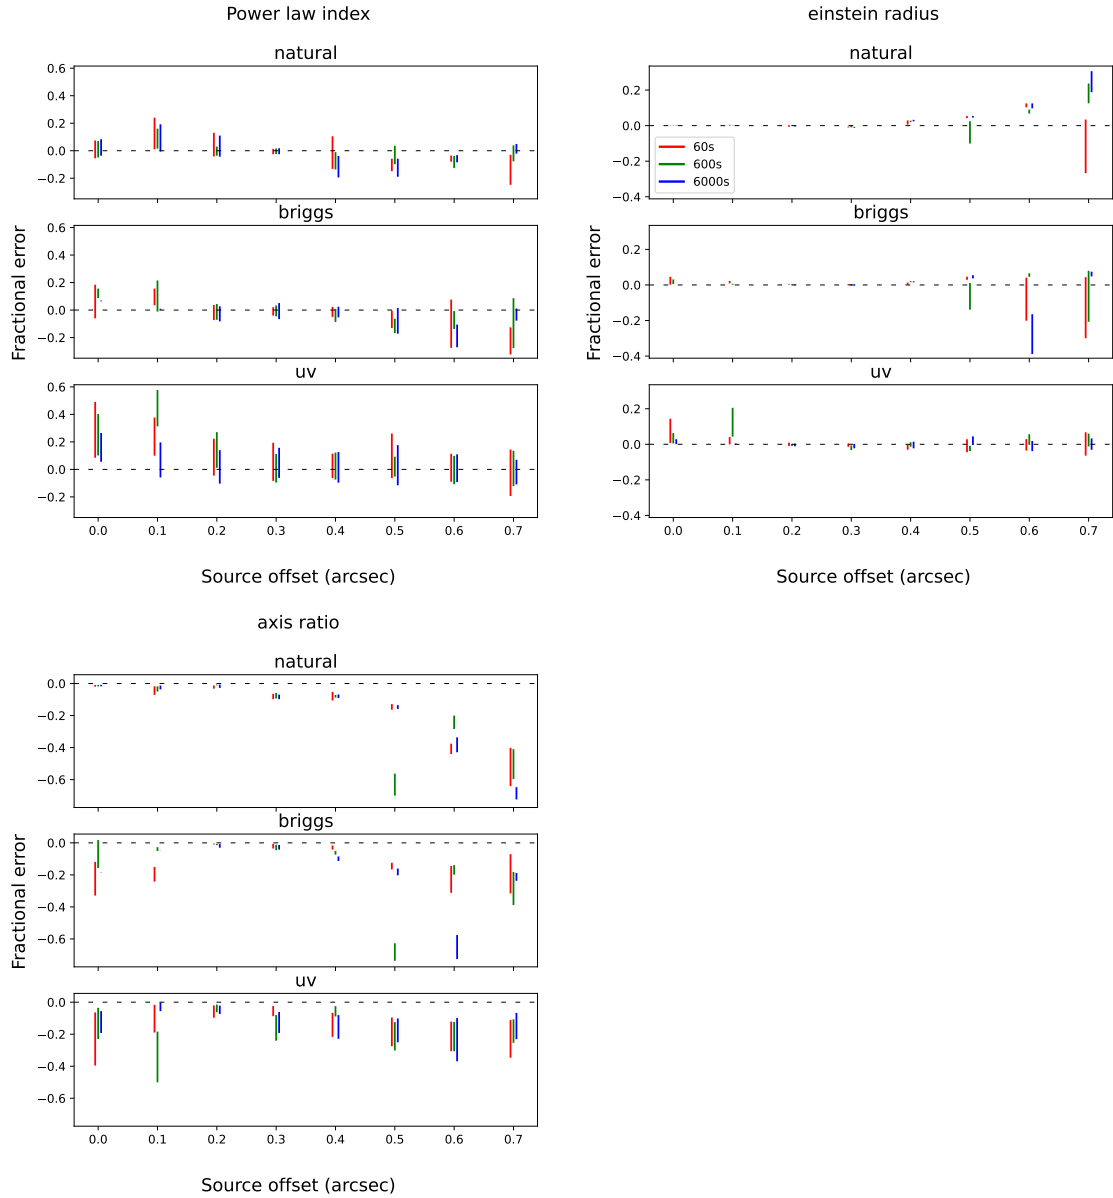 Power law index
natural
0.6
0.4
0.2
0.0
−0.2
briggs
0.6
0.4
0.2
0.0
−0.2
Fractional error
uv
0.6
0.4
0.2
0.0
−0.2
0.0 0.1 0.2 0.3 0.4 0.5 0.6 0.7
Source offset (arcsec)
einstein radius
natural
0.2
0.0
−0.2
−0.4
60s
600s
6000s
briggs
0.2
0.0
−0.2
−0.4
Fractional error
uv
0.2
0.0
−0.2
−0.4
0.0 0.1 0.2 0.3 0.4 0.5 0.6 0.7
Source offset (arcsec)
axis ratio
natural
0.0
−0.2
−0.4
−0.6
briggs
0.0
−0.2
−0.4
−0.6
Fractional error
uv
0.0
−0.2
−0.4
−0.6
0.0 0.1 0.2 0.3 0.4 0.5 0.6 0.7
Source offset (arcsec)